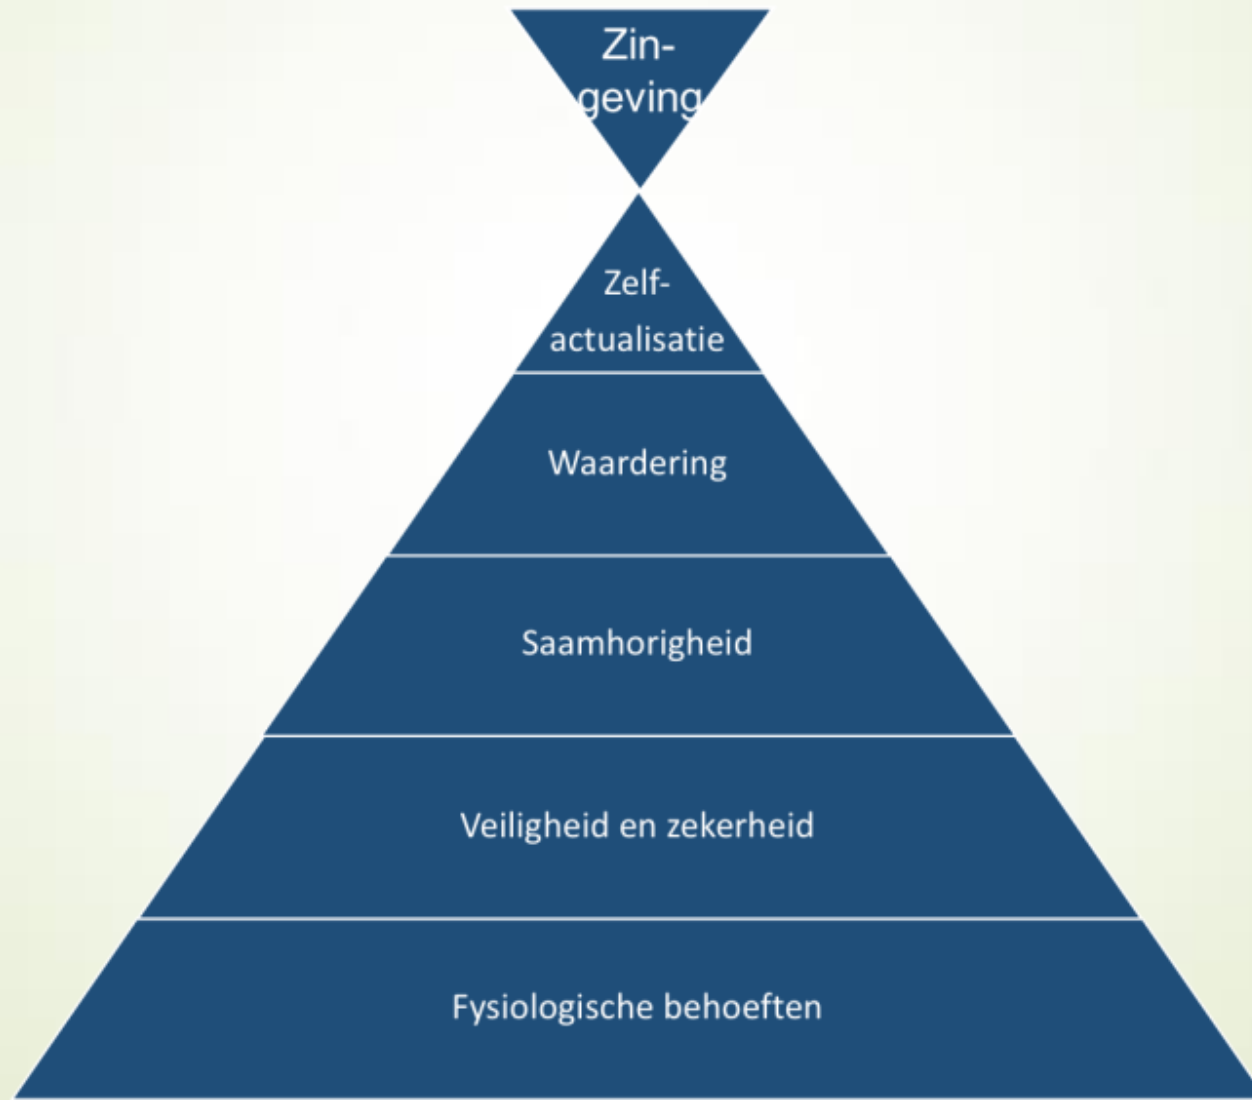 Zin-
geving
Zelf-
actualisatie
Waardering
Saamhorigheid
Veiligheid en zekerheid
Fysiologische behoeften